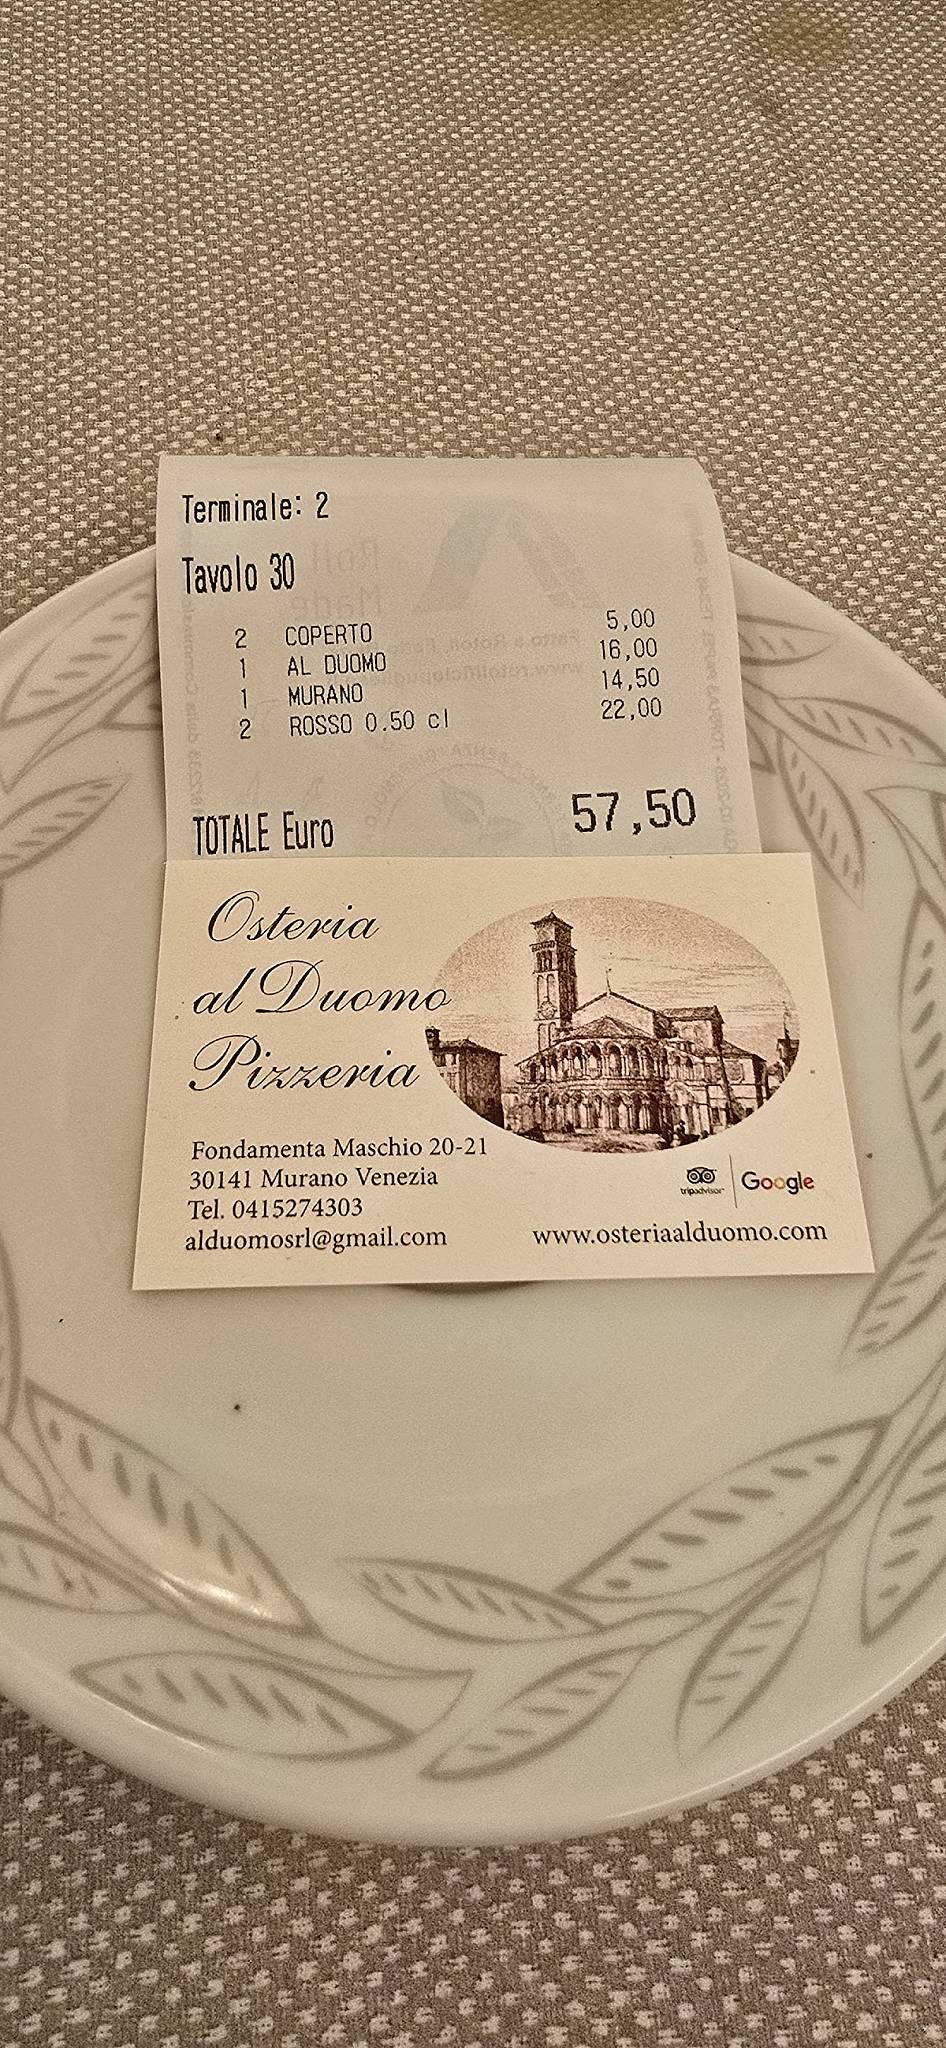 Terminale: 2
Tavolo 30
2 COPERTO 5,00
1 AL DUOMO 16,00
1 MURANO 14,50
2 ROSSO 0.50 cl 22,00
TOTALE Euro 57,50
Osteria
al Duomo
Pizzeria
Fondamenta Maschio 20-21
30141 Murano Venezia
Tel. 0415274303
alduomosrl@gmail.com
tripadvisor Google
www.osteriaalduomo.com